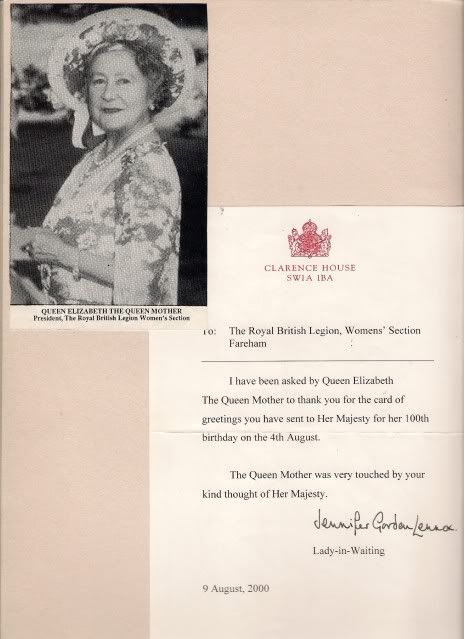 QUEEN ELIZABETH THE QUEEN MOTHER
President, The Royal British Legion Women's Section
CLARENCE HOUSE
SW1A 1BA
To: The Royal British Legion, Womens' Section
Fareham
I have been asked by Queen Elizabeth
The Queen Mother to thank you for the card of
greetings you have sent to Her Majesty for her 100th
birthday on the 4th August.
The Queen Mother was very touched by your
kind thought of Her Majesty.
Jennifer Gordon Lennox.
Lady-in-Waiting
9 August, 2000